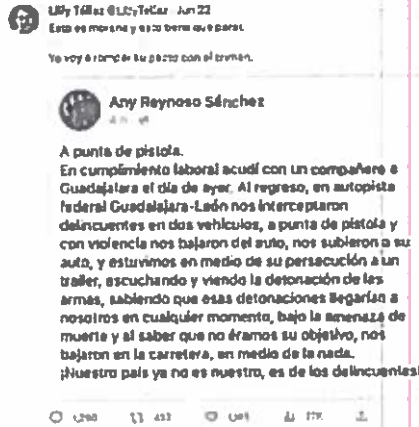 Lilly Téllez @LillyTellez · Jun 22
Esto es morena y esto tiene que parar.
Yo voy a romper su pacto con el crimen.
Any Reynoso Sánchez
A punta de pistola.
En cumplimiento laboral acudí con un compañero a
Guadalajara el día de ayer. Al regreso, en autopista
federal Guadalajara-León nos interceptaron
delincuentes en dos vehículos, a punta de pistola y
con violencia nos bajaron del auto, nos subieron a su
auto, y estuvimos en medio de su persecución a un
trailer, escuchando y viendo la detonación de las
armas, sabiendo que esas detonaciones llegarían a
nosotros en cualquier momento, bajo la amenaza de
muerte y al saber que no éramos su objetivo, nos
bajaron en la carretera, en medio de la nada.
¡Nuestro país ya no es nuestro, es de los delincuentes!